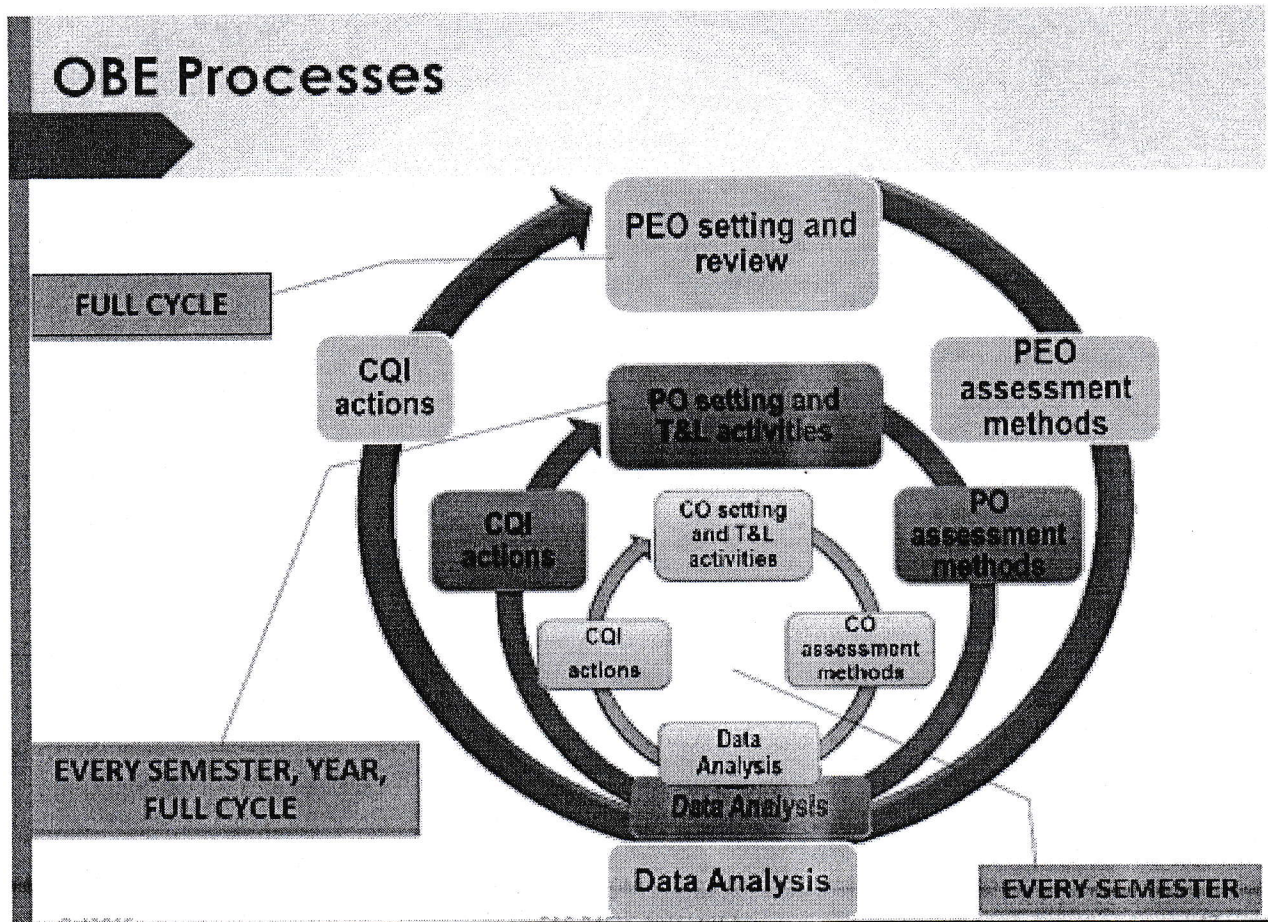 OBE Processes
PEO setting and
review
FULL CYCLE
CQI
actions
PEO
assessment
methods
PO setting and
T&L activities
CQI
actions
PO
assessment
methods
CO setting
and T&L
activities
CQI
actions
CO
assessment
methods
Data
Analysis
Data Analysis
Data Analysis
EVERY SEMESTER, YEAR,
FULL CYCLE
EVERY SEMESTER